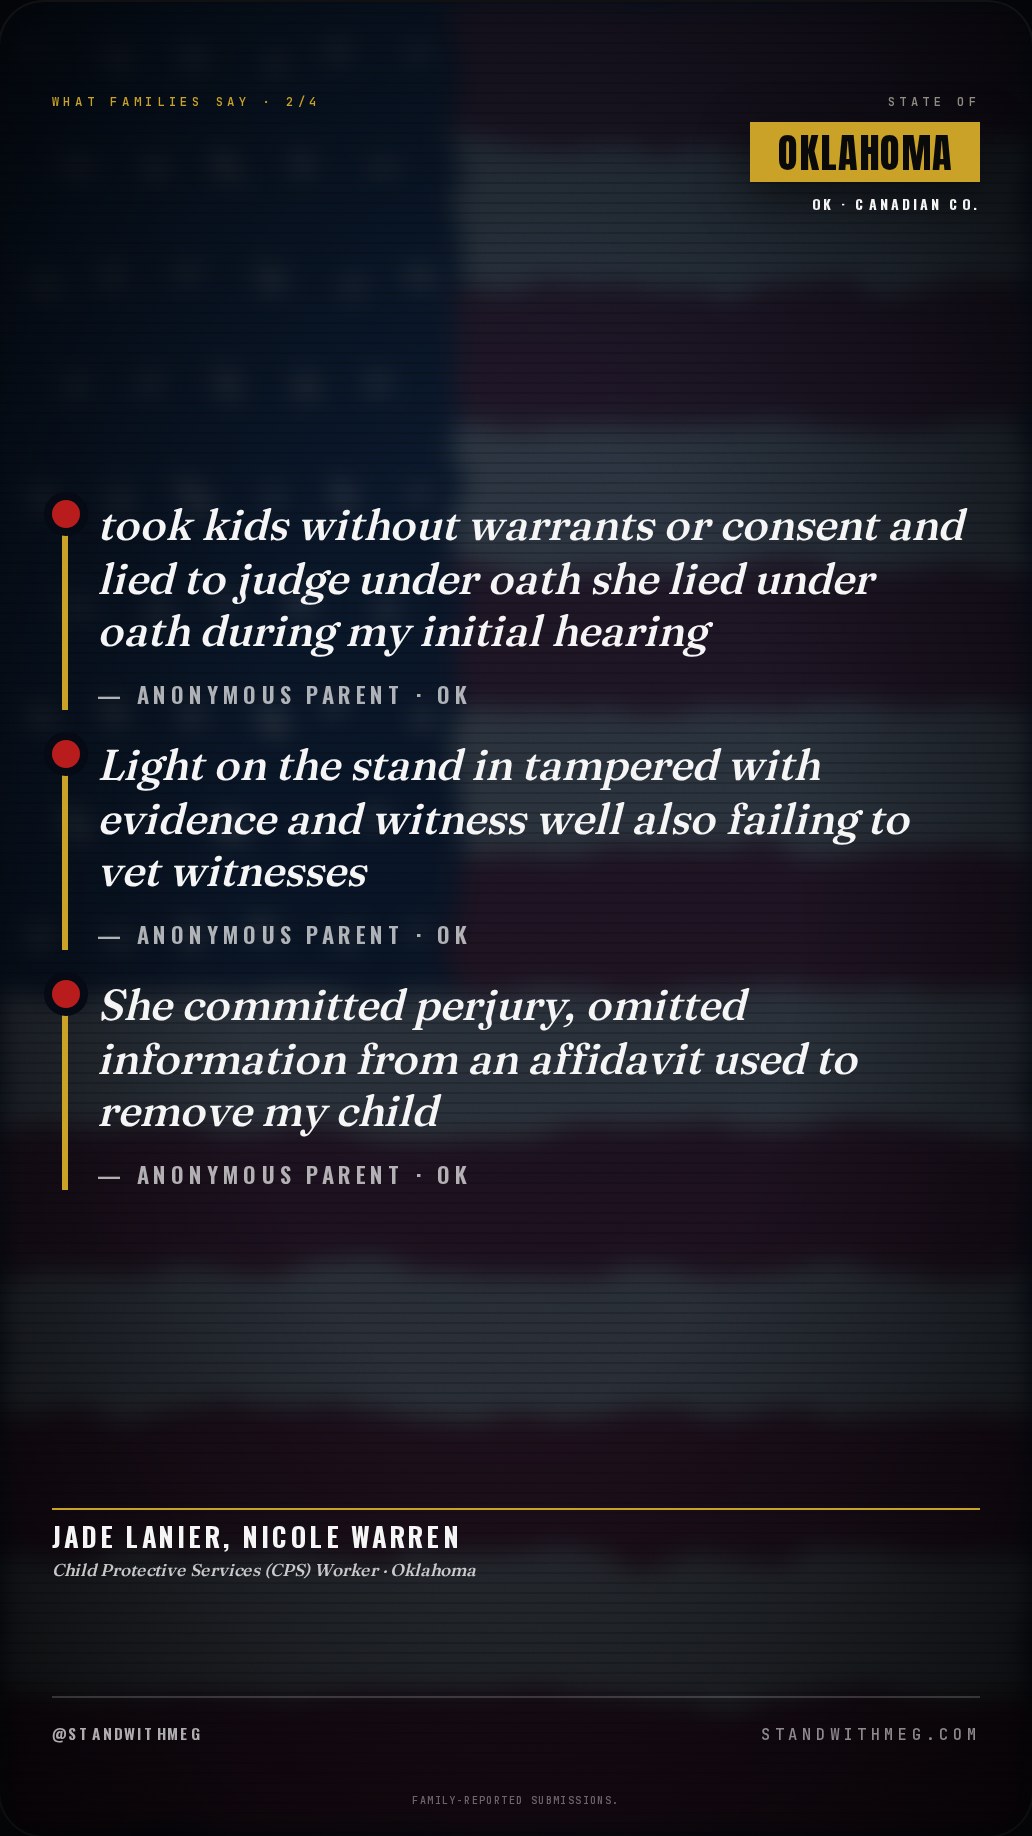 WHAT FAMILIES SAY · 2/4
STATE OF
OKLAHOMA
OK · CANADIAN CO.
took kids without warrants or consent and
lied to judge under oath she lied under
oath during my initial hearing
— ANONYMOUS PARENT · OK
Light on the stand in tampered with
evidence and witness well also failing to
vet witnesses
— ANONYMOUS PARENT · OK
She committed perjury, omitted
information from an affidavit used to
remove my child
— ANONYMOUS PARENT · OK
JADE LANIER, NICOLE WARREN
Child Protective Services (CPS) Worker · Oklahoma
@STANDWITHMEG
STANDWITHMEG.COM
FAMILY-REPORTED SUBMISSIONS.